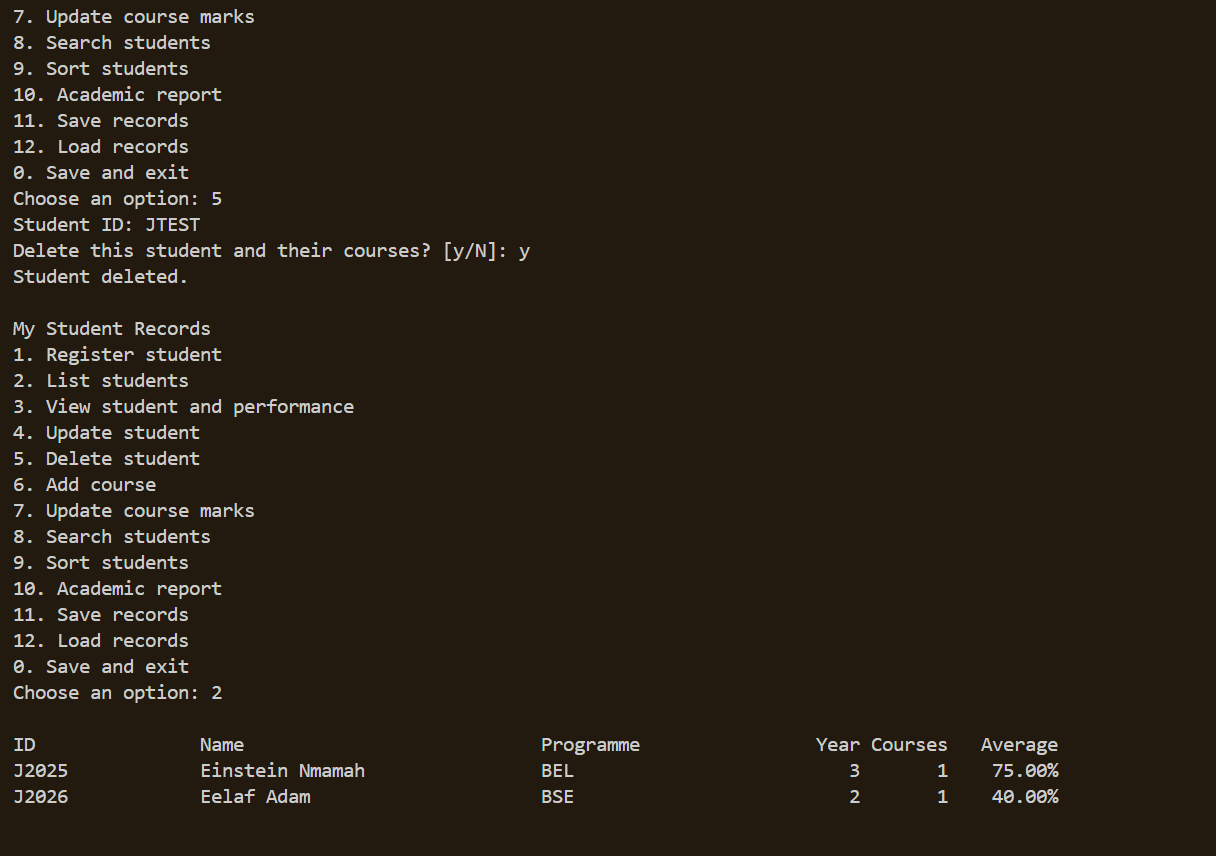 7. Update course marks
8. Search students
9. Sort students
10. Academic report
11. Save records
12. Load records
0. Save and exit
Choose an option: 5
Student ID: JTEST
Delete this student and their courses? [y/N]: y
Student deleted.
My Student Records
1. Register student
2. List students
3. View student and performance
4. Update student
5. Delete student
6. Add course
7. Update course marks
8. Search students
9. Sort students
10. Academic report
11. Save records
12. Load records
0. Save and exit
Choose an option: 2
ID Name Programme Year Courses Average
J2025 Einstein Nmamah BEL 3 1 75.00%
J2026 Eelaf Adam BSE 2 1 40.00%